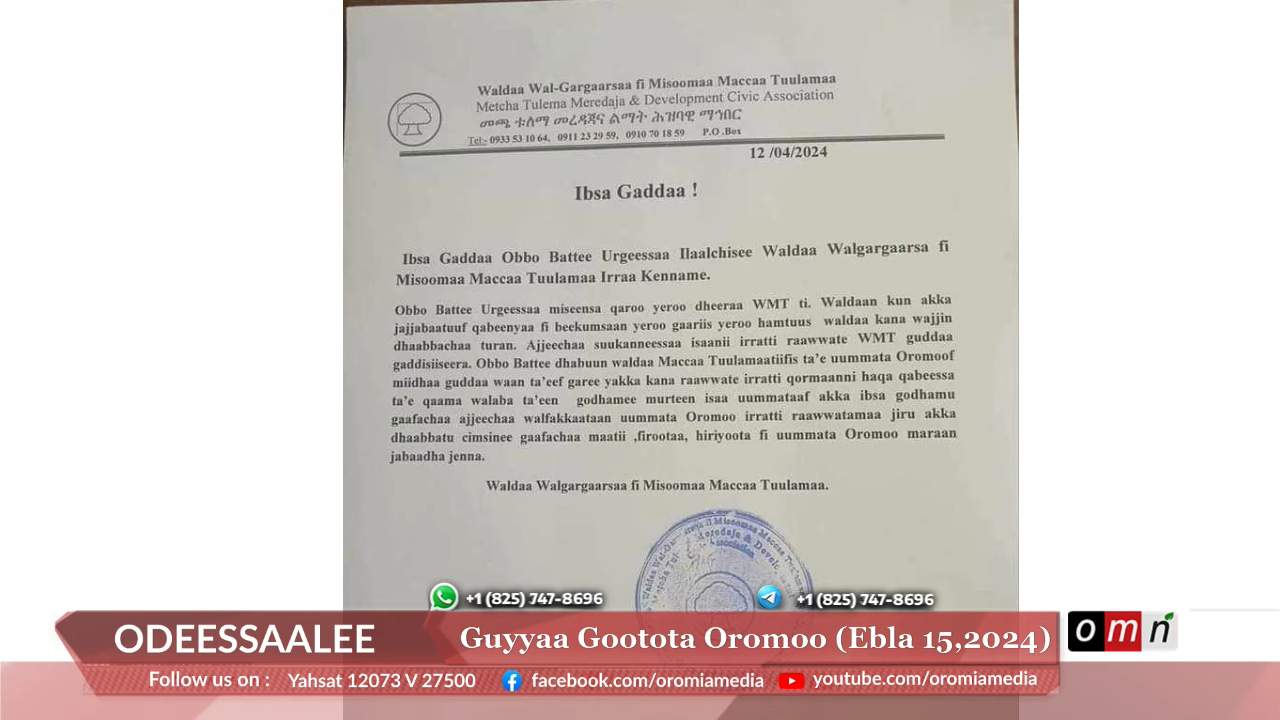 Waldaa Wal-Gargaarsaa fi Misoomaa Maccaa Tuulamaa
Metcha Tulema Meredaja & Development Civic Association
መጫ ቱለማ መረዳጃና ልማት ሕዝባዊ ማኅበር
Tel:- 0933 53 10 64, 0911 23 29 59, 0910 70 18 59 P.O .Box
12 /04/2024
Ibsa Gaddaa !
Ibsa Gaddaa Obbo Battee Urgeessaa Ilaalchisee Waldaa Walgargaarsa fi
Misoomaa Maccaa Tuulamaa Irraa Kenname.
Obbo Battee Urgeessaa miseensa qaroo yeroo dheeraa WMT ti. Waldaan kun akka
jajjabaatuuf qabeenyaa fi beekumsaan yeroo gaariis yeroo hamtuus waldaa kana wajjin
dhaabbachaa turan. Ajjeechaa suukanneessaa isaanii irratti raawwate WMT guddaa
gaddisiiseera. Obbo Battee dhabuun waldaa Maccaa Tuulamaatiifis ta'e uummata Oromoof
miidhaa guddaa waan ta'eef garee yakka kana raawwate irratti qormaanni haqa qabeessa
ta'e qaama walaba ta'een godhamee murteen isaa uummataaf akka ibsa godhamu
gaafachaa ajjeechaa walfakkaataan uummata Oromoo irratti raawwatamaa jiru akka
dhaabbatu cimsinee gaafachaa maatii ,firootaa, hiriyoota fi uummata Oromoo maraan
jabaadha jenna.
Waldaa Walgargaarsaa fi Misoomaa Maccaa Tuulamaa.
+1 (825) 747-8696
+1 (825) 747-8696
ODEESSAALEE
Guyyaa Gootota Oromoo (Ebla 15,2024)
omn
Follow us on : Yahsat 12073 V 27500 facebook.com/oromiamedia youtube.com/oromiamedia